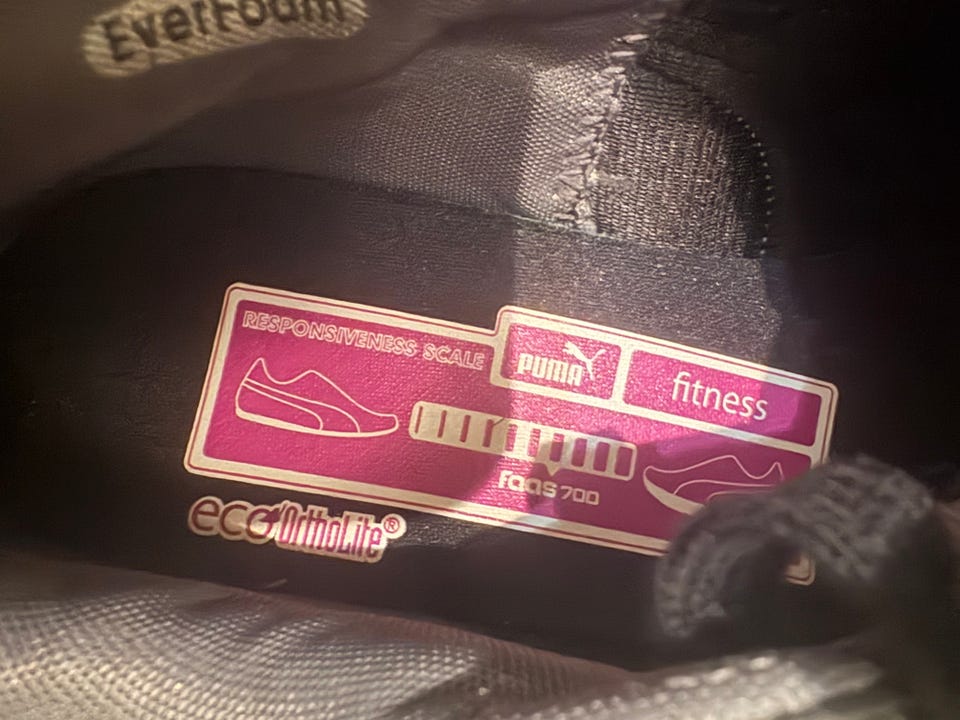 EverFoam
RESPONSIVENESS SCALE
PUMA
fitness
faas 700
eco OrthoLite®